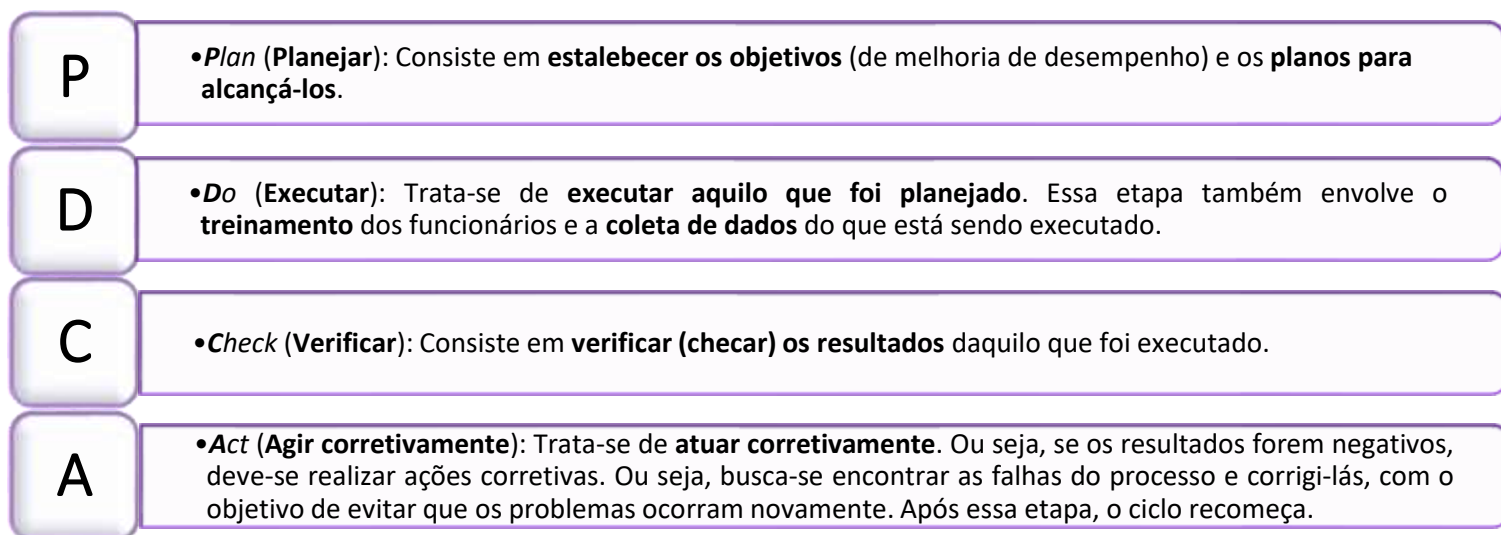 P
•Plan (Planejar): Consiste em estalebecer os objetivos (de melhoria de desempenho) e os planos para
alcançá-los.
D
•Do (Executar): Trata-se de executar aquilo que foi planejado. Essa etapa também envolve o
treinamento dos funcionários e a coleta de dados do que está sendo executado.
C
•Check (Verificar): Consiste em verificar (checar) os resultados daquilo que foi executado.
A
•Act (Agir corretivamente): Trata-se de atuar corretivamente. Ou seja, se os resultados forem negativos,
deve-se realizar ações corretivas. Ou seja, busca-se encontrar as falhas do processo e corrigi-lás, com o
objetivo de evitar que os problemas ocorram novamente. Após essa etapa, o ciclo recomeça.